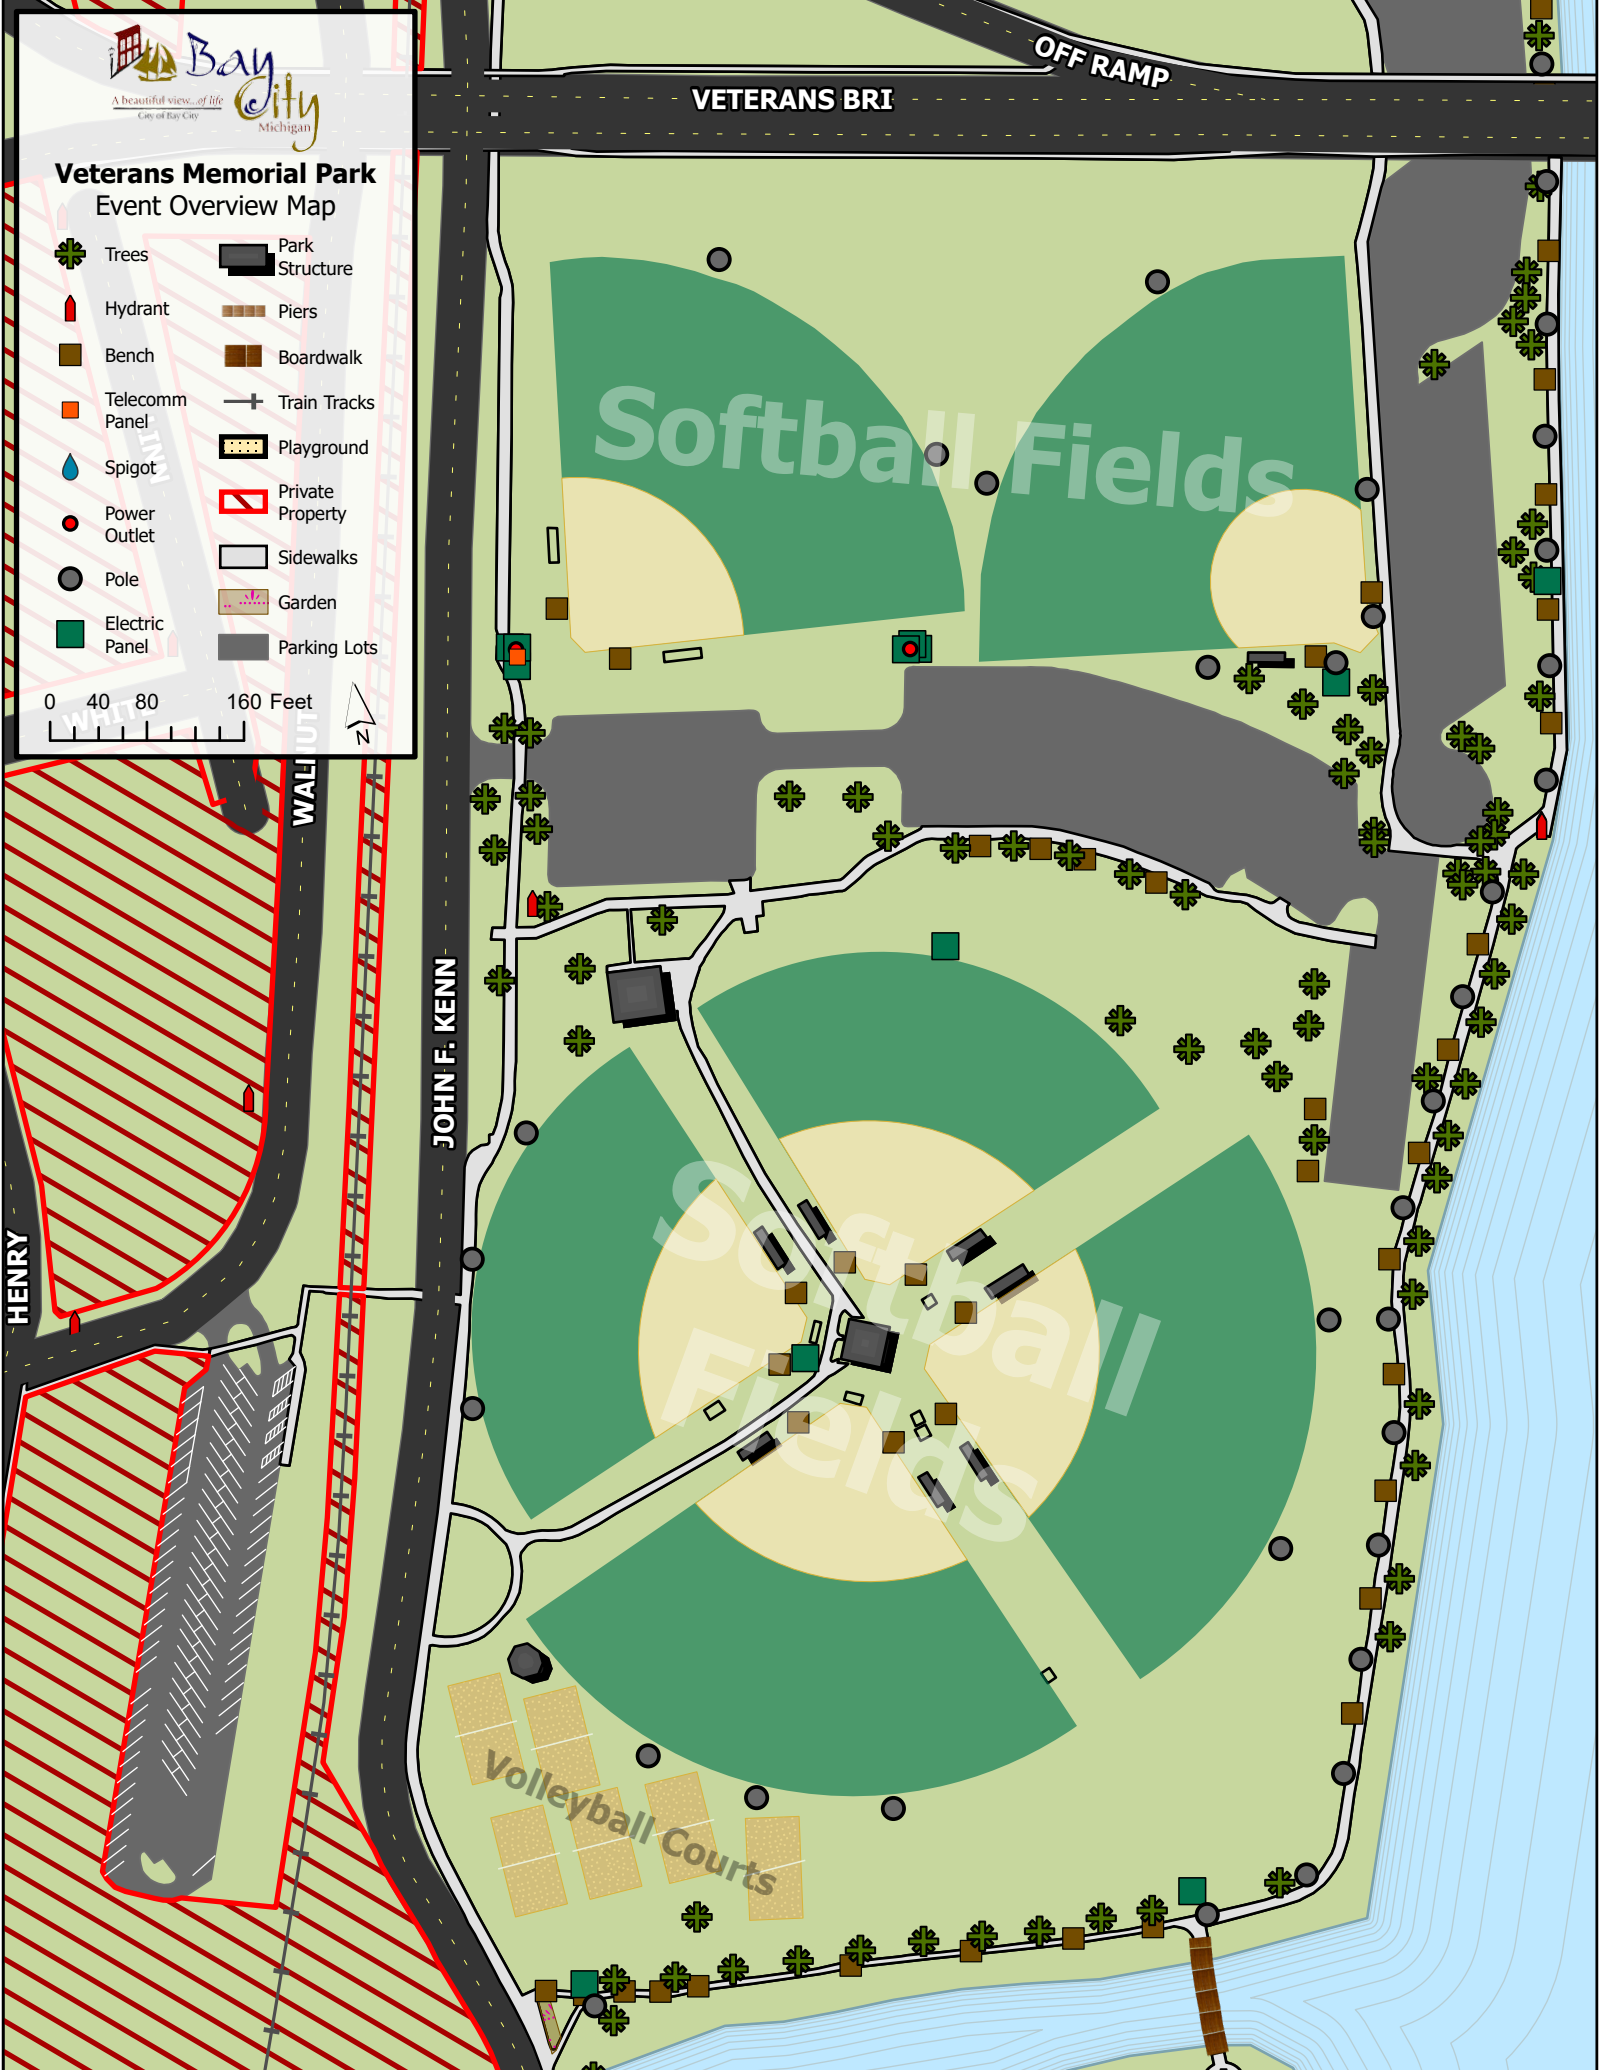 Bay
City
A beautiful view...of life
City of Bay City
Michigan
Veterans Memorial Park
Event Overview Map
Trees
Hydrant
Bench
Telecomm
Panel
Spigot
Power
Outlet
Pole
Electric
Panel
Park
Structure
Piers
Boardwalk
Train Tracks
Playground
Private
Property
Sidewalks
Garden
Parking Lots
0 40 80 160 Feet
N
OFF RAMP
VETERANS BRI
Softball Fields
WALNUT
JOHN F. KENN
HENRY
Softball
Fields
Volleyball Courts